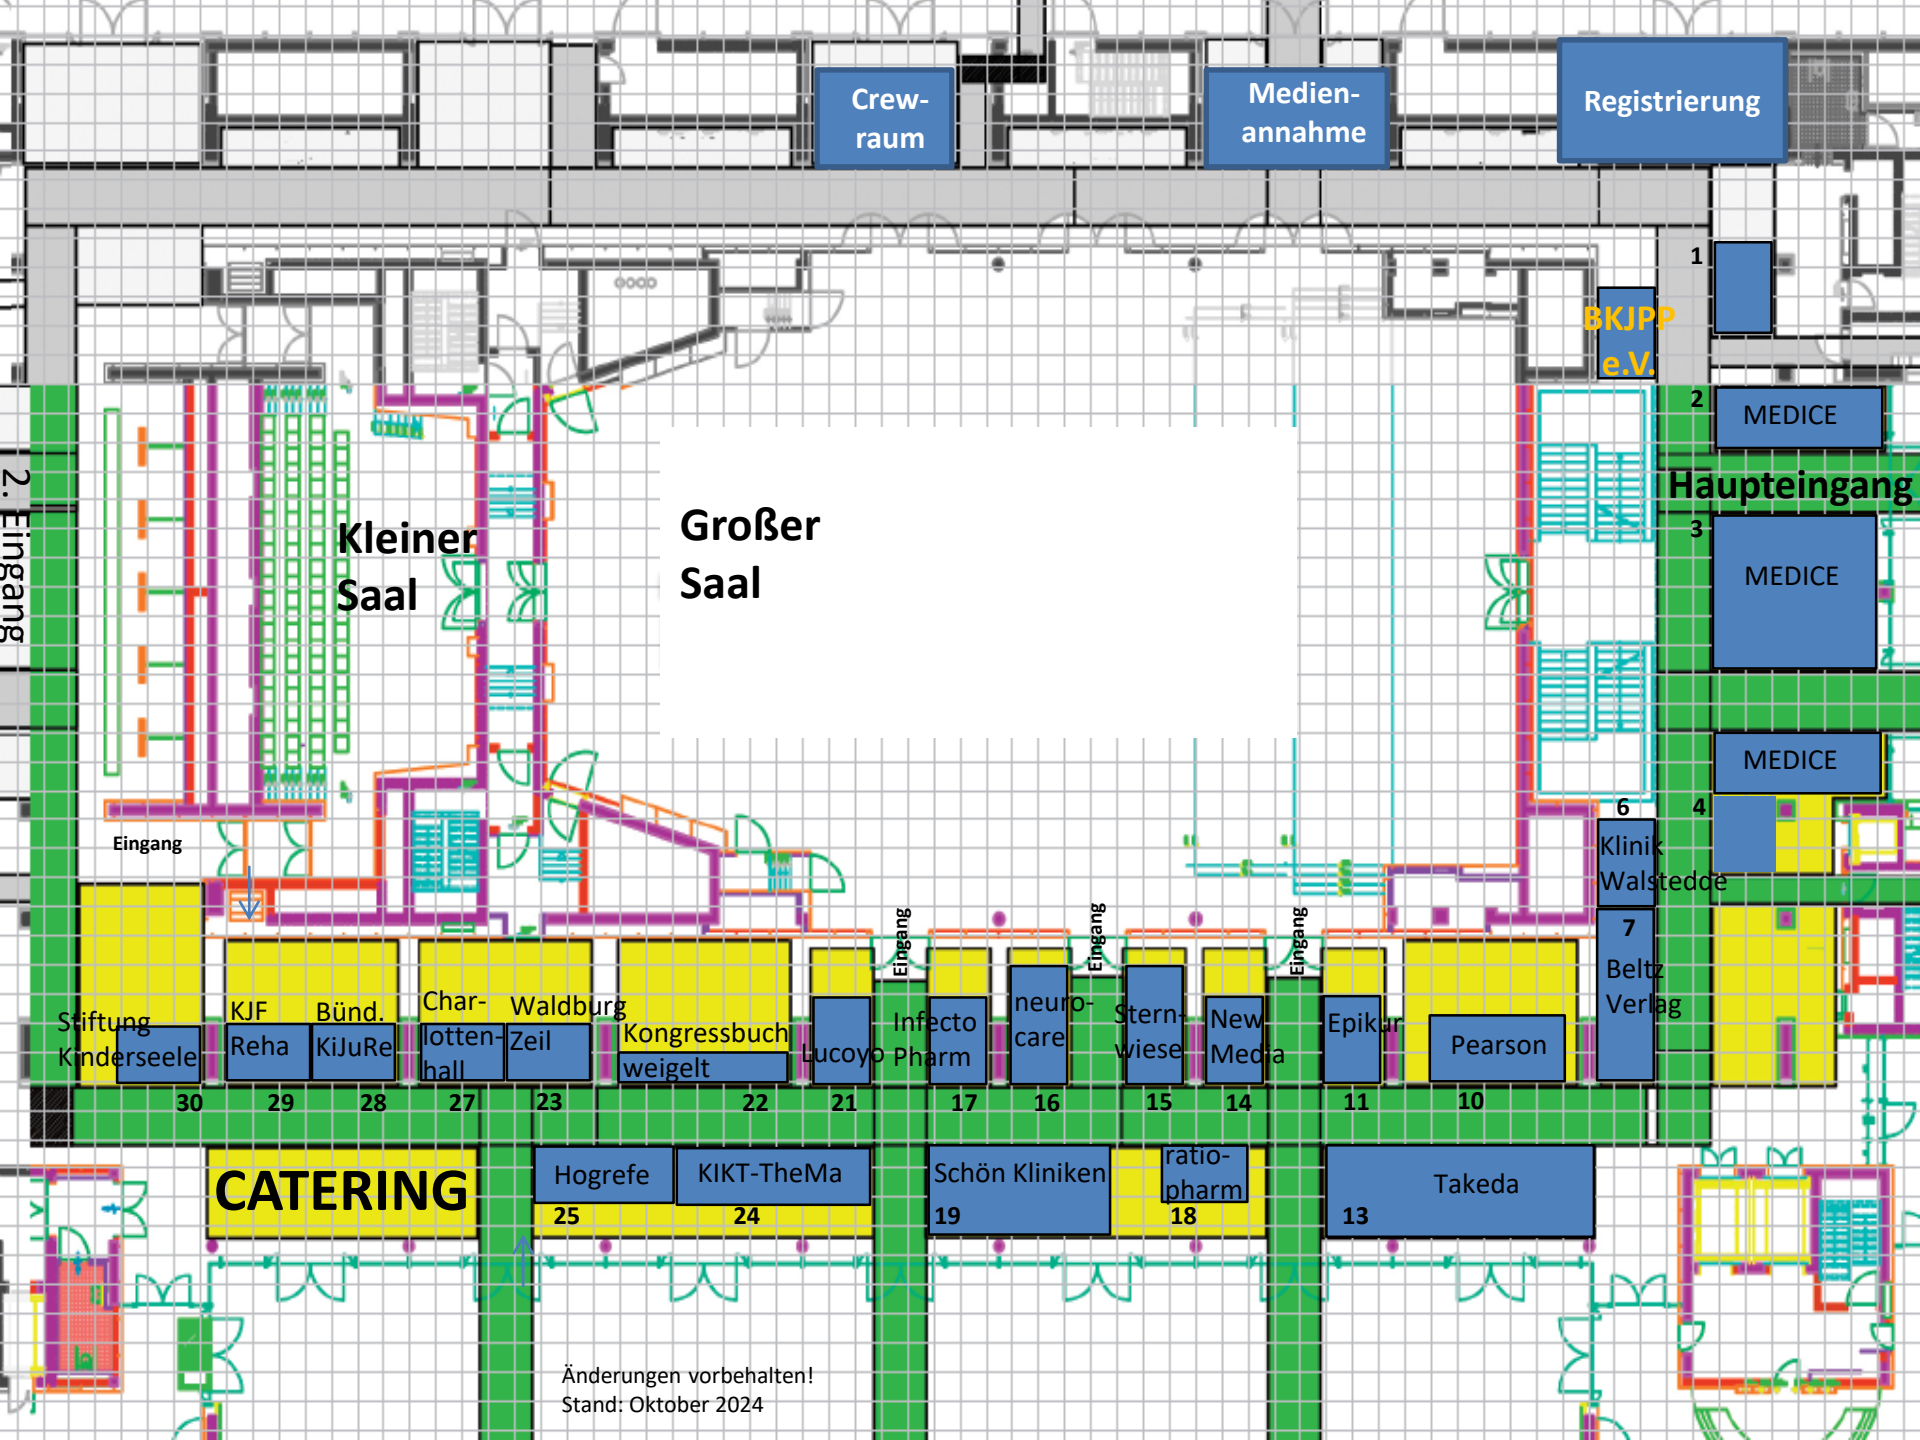 Crew-
raum
Medien-
annahme
Registrierung
1
BKJPP
e.V.
2
MEDICE
Haupteingang
3
MEDICE
2. Eingang
Kleiner
Saal
Großer
Saal
MEDICE
6
4
Klinik
Walstedde
Eingang
7
Beltz
Verlag
Eingang
Eingang
Eingang
Stiftung
Kinderseele
KJF
Reha
Bünd.
KiJuRe
Char-
lotten-
hall
Waldburg
Zeil
Kongressbuch
weigelt
Lucoyo
Infecto
Pharm
neuro-
care
Stern-
wiese
New
Media
Epikur
Pearson
30
29
28
27
23
22
21
17
16
15
14
11
10
CATERING
Hogrefe
25
KIKT-TheMa
24
Schön Kliniken
19
ratio-
pharm
18
Takeda
13
Änderungen vorbehalten!
Stand: Oktober 2024